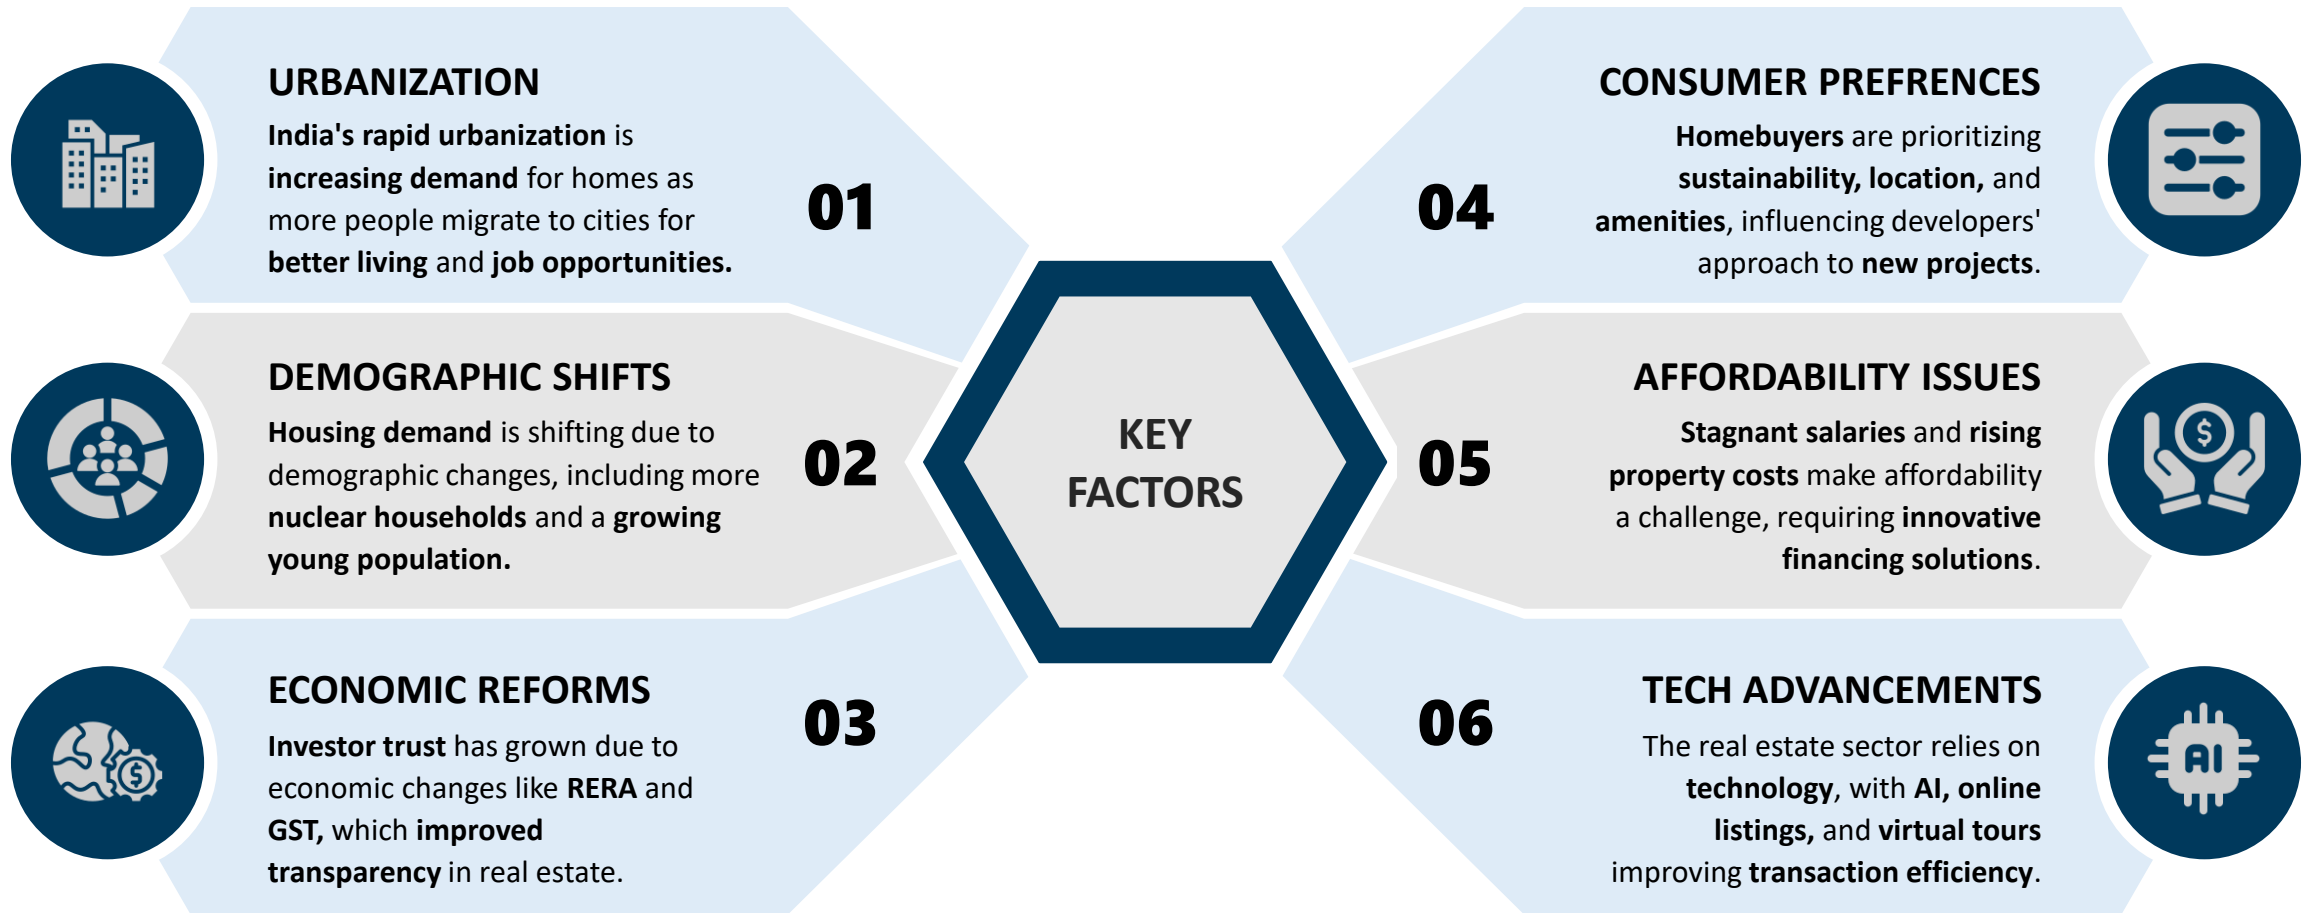 URBANIZATION
India's rapid urbanization is
increasing demand for homes as
more people migrate to cities for
better living and job opportunities.
01
DEMOGRAPHIC SHIFTS
Housing demand is shifting due to
demographic changes, including more
nuclear households and a growing
young population.
02
ECONOMIC REFORMS
Investor trust has grown due to
economic changes like RERA and
GST, which improved
transparency in real estate.
03
KEY
FACTORS
CONSUMER PREFRENCES
Homebuyers are prioritizing
sustainability, location, and
amenities, influencing developers'
approach to new projects.
04
AFFORDABILITY ISSUES
Stagnant salaries and rising
property costs make affordability
a challenge, requiring innovative
financing solutions.
05
$
TECH ADVANCEMENTS
The real estate sector relies on
technology, with AI, online
listings, and virtual tours
improving transaction efficiency.
06
AI
$